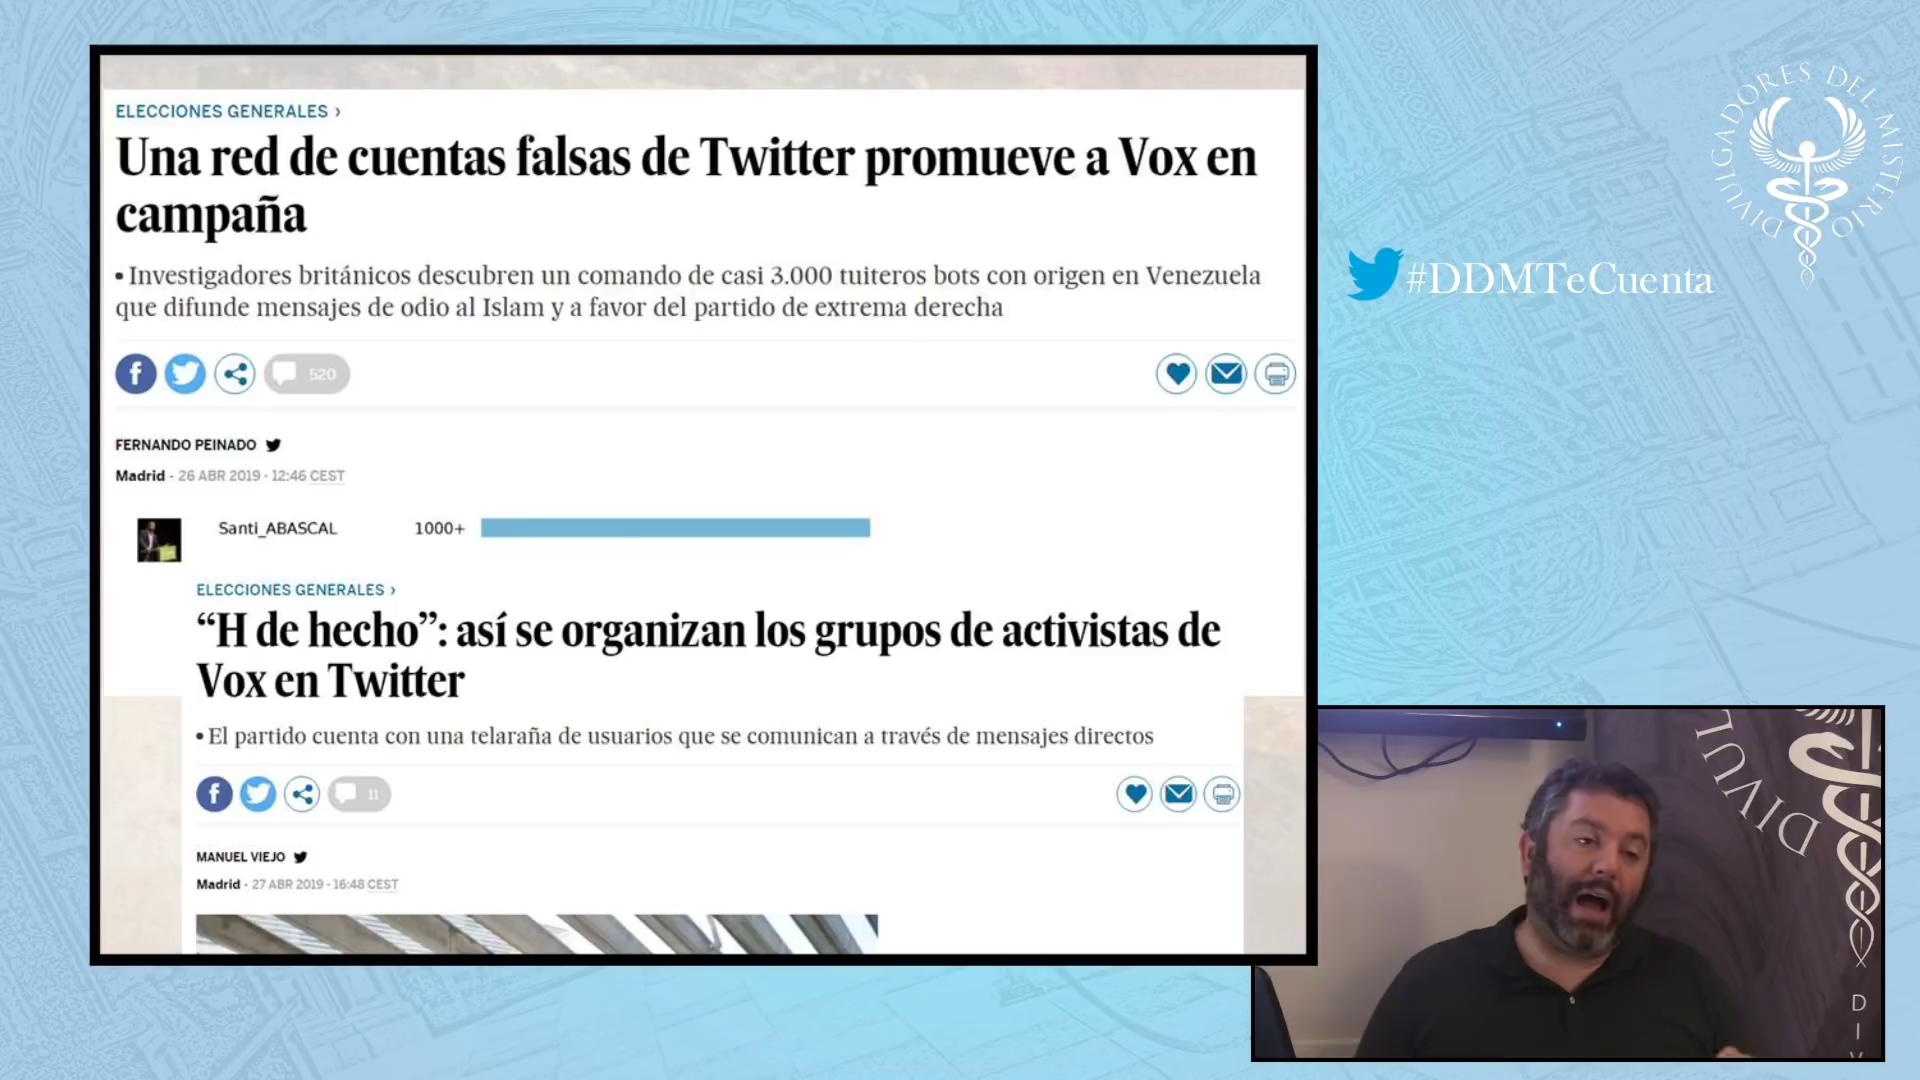 ELECCIONES GENERALES ›
Una red de cuentas falsas de Twitter promueve a Vox en
campaña
• Investigadores británicos descubren un comando de casi 3.000 tuiteros bots con origen en Venezuela
que difunde mensajes de odio al Islam y a favor del partido de extrema derecha
520
FERNANDO PEINADO
Madrid - 26 ABR 2019 - 12:46 CEST
Santi_ABASCAL 1000+
ELECCIONES GENERALES ›
“H de hecho”: así se organizan los grupos de activistas de
Vox en Twitter
• El partido cuenta con una telaraña de usuarios que se comunican a través de mensajes directos
11
MANUEL VIEJO
Madrid - 27 ABR 2019 - 16:48 CEST
DIVULGADORES DEL MISTERIO
#DDMTeCuenta
DIVUL
DIV